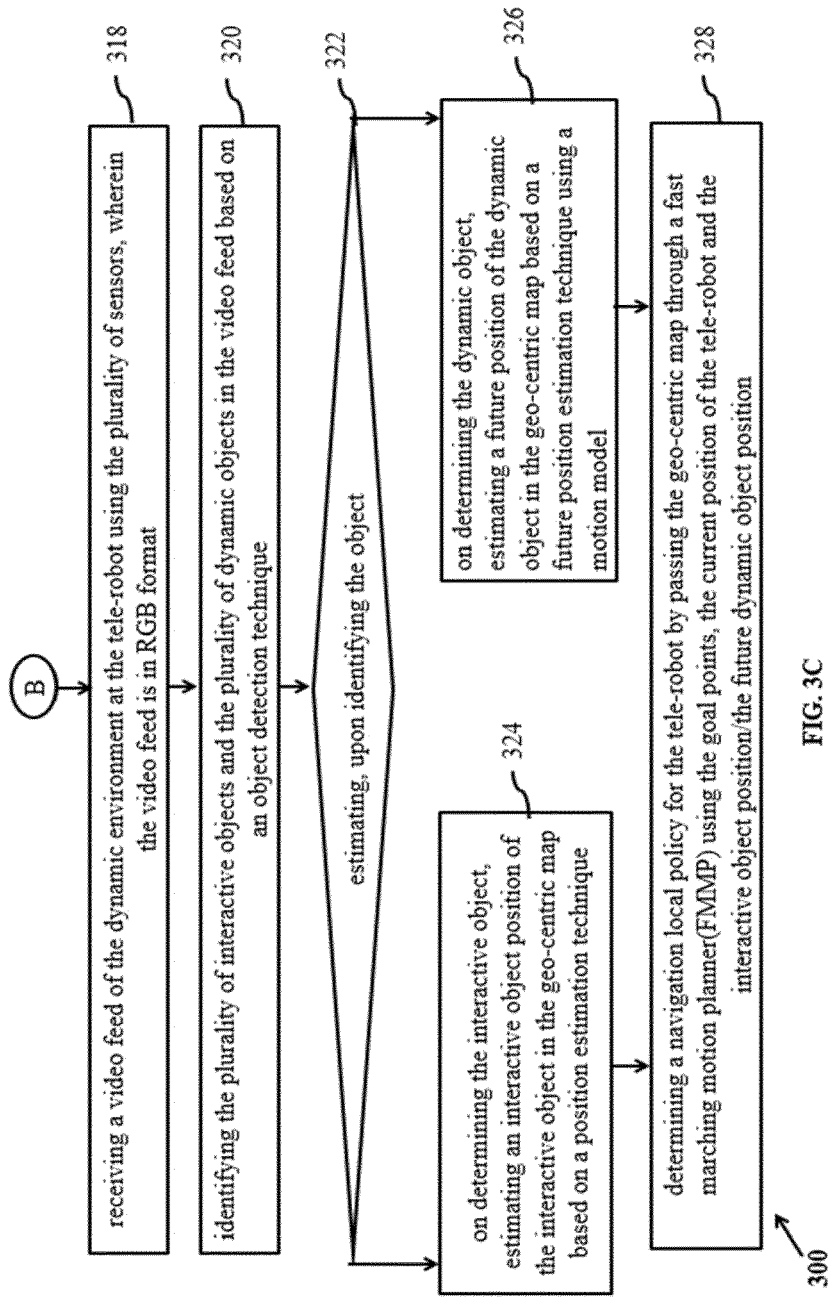 B
receiving a video feed of the dynamic environment at the tele-robot using the plurality of sensors, wherein
the video feed is in RGB format
318
identifying the plurality of interactive objects and the plurality of dynamic objects in the video feed based on
an object detection technique
320
estimating, upon identifying the object
322
on determining the interactive object,
estimating an interactive object position of
the interactive object in the geo-centric map
based on a position estimation technique
324
on determining the dynamic object,
estimating a future position of the dynamic
object in the geo-centric map based on a
future position estimation technique using a
motion model
326
determining a navigation local policy for the tele-robot by passing the geo-centric map through a fast
marching motion planner(FMMP) using the goal points, the current position of the tele-robot and the
interactive object position/the future dynamic object position
328
300
FIG. 3C